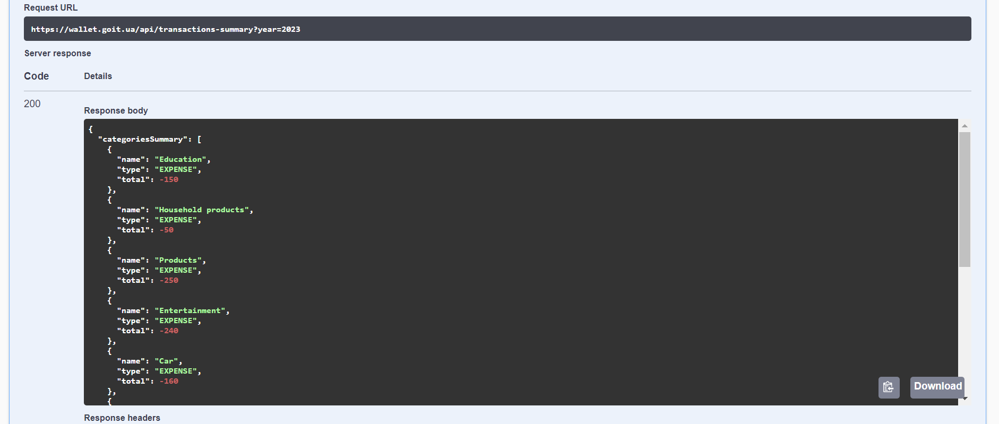 Request URL
https://wallet.goit.ua/api/transactions-summary?year=2023
Server response
Code Details
200
Response body
{
  "categoriesSummary": [
    {
      "name": "Education",
      "type": "EXPENSE",
      "total": -150
    },
    {
      "name": "Household products",
      "type": "EXPENSE",
      "total": -50
    },
    {
      "name": "Products",
      "type": "EXPENSE",
      "total": -250
    },
    {
      "name": "Entertainment",
      "type": "EXPENSE",
      "total": -240
    },
    {
      "name": "Car",
      "type": "EXPENSE",
      "total": -160
    },
    {
Download
Response headers